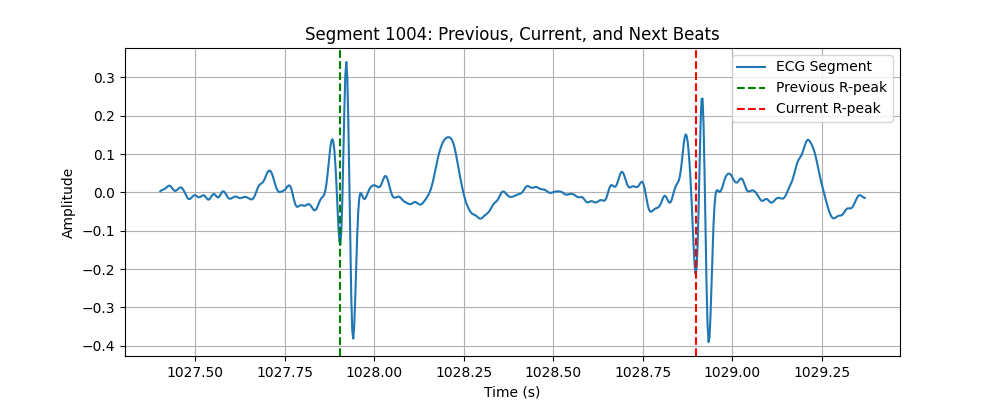 Segment 1004: Previous, Current, and Next Beats
ECG Segment
Previous R-peak
Current R-peak
Amplitude
0.3
0.2
0.1
0.0
−0.1
−0.2
−0.3
−0.4
1027.50 1027.75 1028.00 1028.25 1028.50 1028.75 1029.00 1029.25
Time (s)